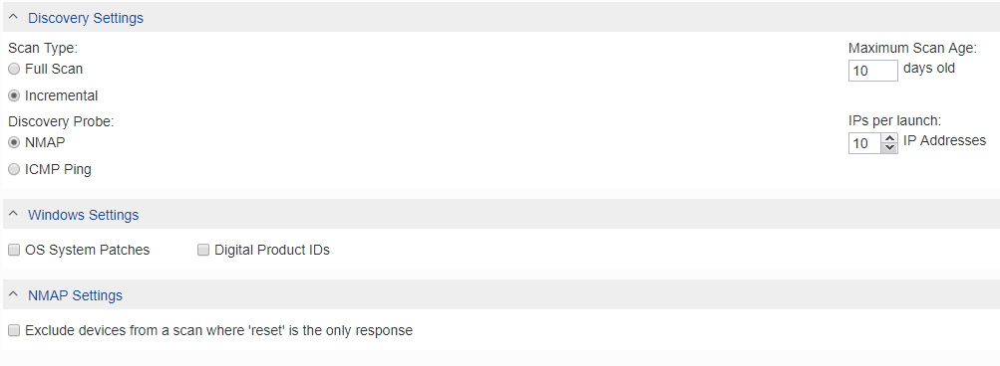 Discovery Settings
Scan Type:
Maximum Scan Age:
Full Scan
10 days old
Incremental
Discovery Probe:
IPs per launch:
NMAP
10 IP Addresses
ICMP Ping
Windows Settings
OS System Patches
Digital Product IDs
NMAP Settings
Exclude devices from a scan where 'reset' is the only response